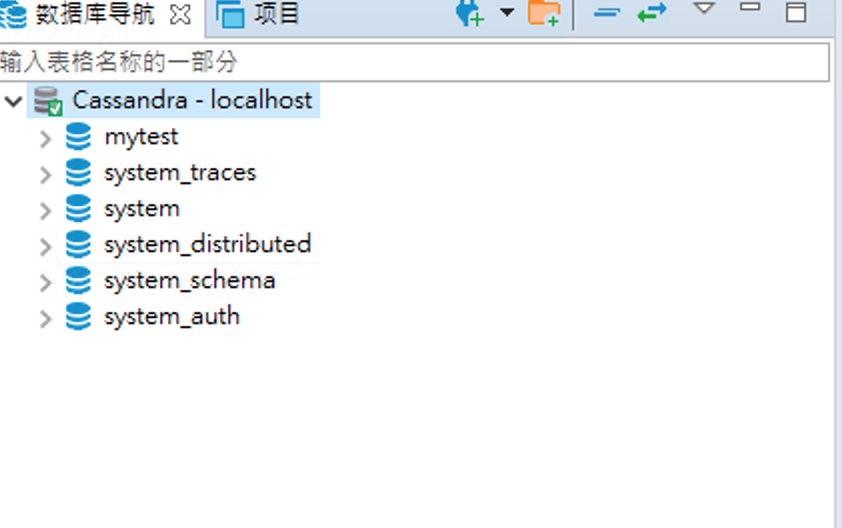 数据库导航 项目
输入表格名称的一部分
Cassandra - localhost
mytest
system_traces
system
system_distributed
system_schema
system_auth